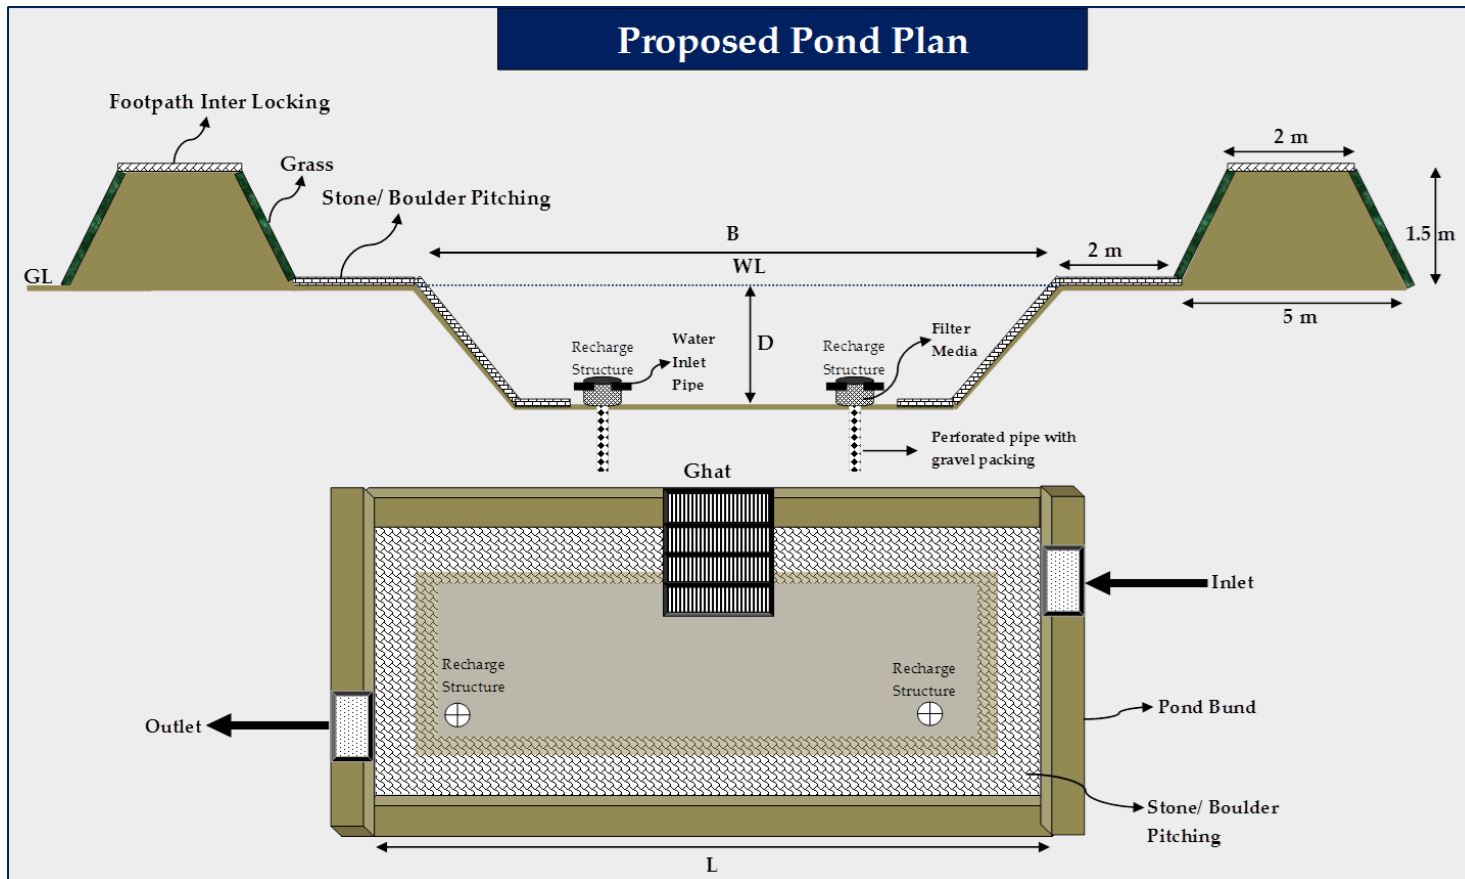 Proposed Pond Plan
Footpath Inter Locking
Grass
Stone/ Boulder Pitching
2 m
1.5 m
B
WL
2 m
GL
5 m
D
Recharge
Structure
Water
Inlet
Pipe
Recharge
Structure
Filter
Media
Perforated pipe with
gravel packing
Ghat
Inlet
Recharge
Structure
Recharge
Structure
Outlet
Pond Bund
Stone/ Boulder
Pitching
L